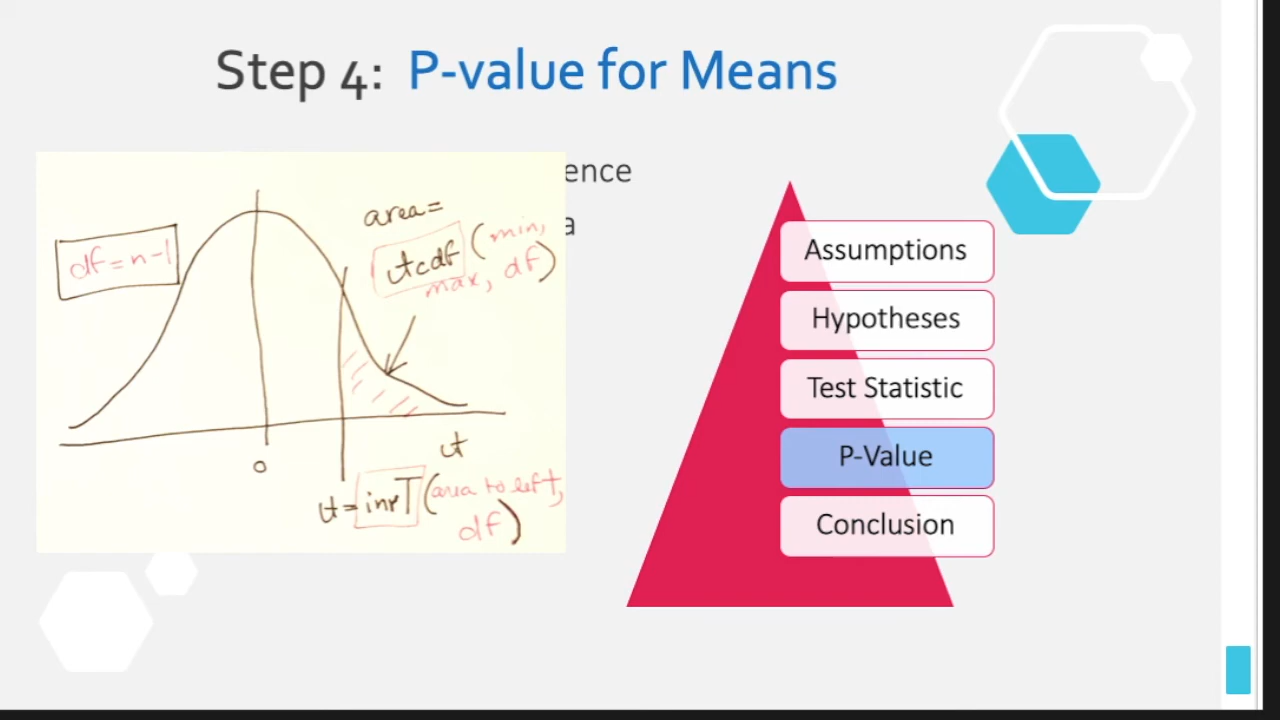 Step 4: P-value for Means
ence
a
df = n-1
area =
tcdf (min,
max, df)
0
t
t = invT (area to left,
df)
Assumptions
Hypotheses
Test Statistic
P-Value
Conclusion